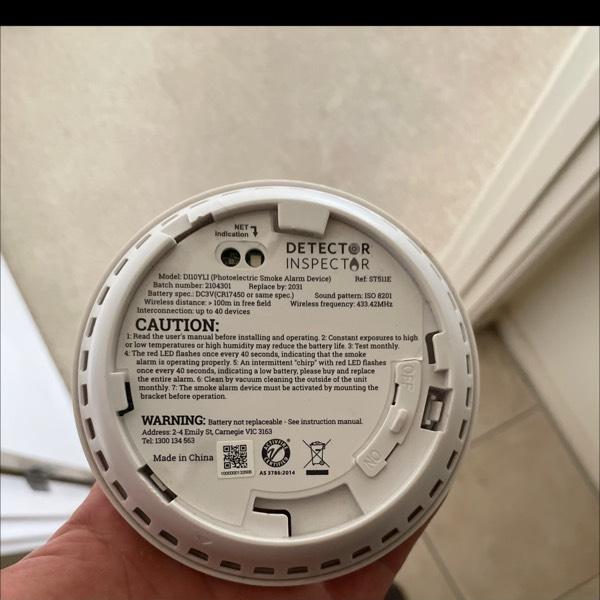 NET
indication
DETECTOR
INSPECTOR
Model: DI10YLI (Photoelectric Smoke Alarm Device) Ref: ST511E
Batch number: 2104301 Replace by: 2031
Battery spec.: DC3V(CR17450 or same spec.) Sound pattern: ISO 8201
Wireless distance: > 100m in free field Wireless frequency: 433.42MHz
Interconnection: up to 40 devices
CAUTION:
1: Read the user's manual before installing and operating. 2: Constant exposures to high
or low temperatures or high humidity may reduce the battery life. 3: Test monthly.
4: The red LED flashes once every 40 seconds, indicating that the smoke
alarm is operating properly. 5: An intermittent "chirp" with red LED flashes
once every 40 seconds, indicating a low battery, please buy and replace
the entire alarm. 6: Clean by vacuum cleaning the outside of the unit
monthly. 7: The smoke alarm device must be activated by mounting the
bracket before operation.
OFF
ON
WARNING: Battery not replaceable - See instruction manual.
Address: 2-4 Emily St, Carnegie VIC 3163
Tel: 1300 134 563
Made in China
AS 3786:2014